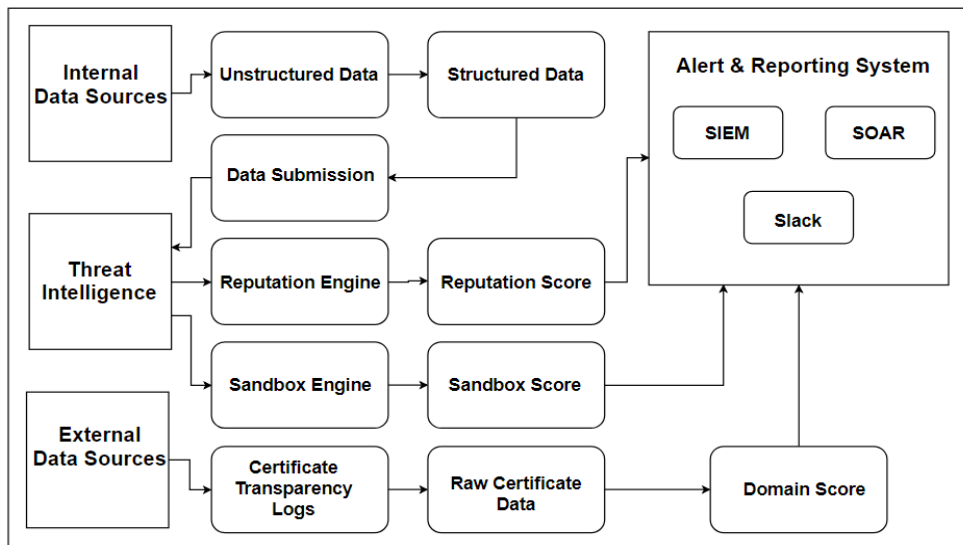 Internal
Data Sources
Unstructured Data
Structured Data
Alert & Reporting System
SIEM
SOAR
Slack
Data Submission
Threat
Intelligence
Reputation Engine
Reputation Score
Sandbox Engine
Sandbox Score
External
Data Sources
Certificate
Transparency
Logs
Raw Certificate
Data
Domain Score